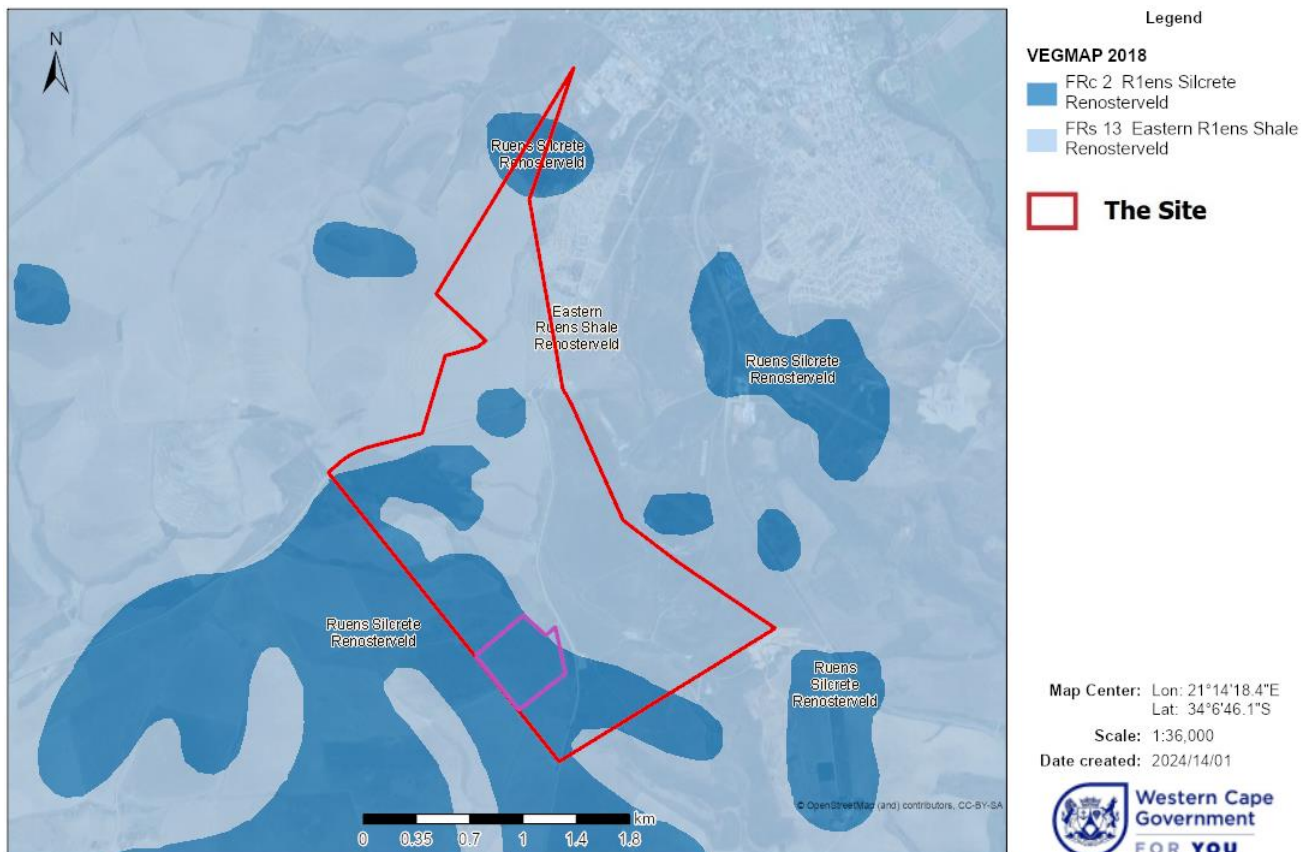 N
Ruens Silcrete
Renosterveld
Eastern
Ruens Shale
Renosterveld
Ruens Silcrete
Renosterveld
Ruens Silcrete
Renosterveld
Ruens
Silcrete
Renosterveld
© OpenStreetMap (and) contributors, CC-BY-SA
km
0 0.35 0.7 1 1.4 1.8
Legend
VEGMAP 2018
FRc 2 R1ens Silcrete
Renosterveld
FRs 13 Eastern R1ens Shale
Renosterveld
The Site
Map Center: Lon: 21°14'18.4"E
Lat: 34°6'46.1"S
Scale: 1:36,000
Date created: 2024/14/01
Western Cape
Government
FOR YOU